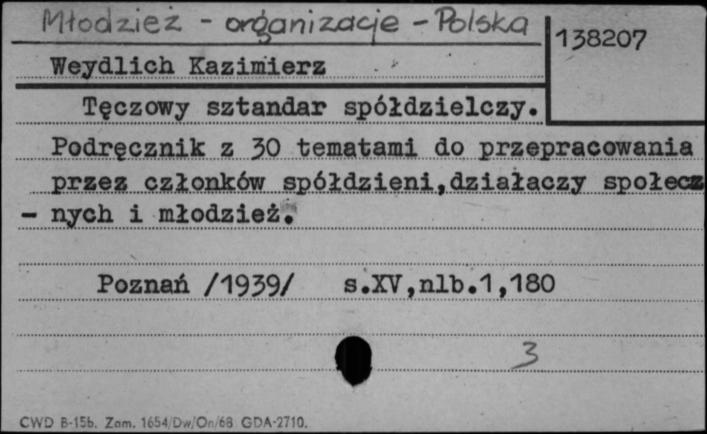 Młodzież - organizacje - Polska
138207
Weydlich Kazimierz
Tęczowy sztandar spółdzielczy.
Podręcznik z 30 tematami do przepracowania
przez członków spółdzieni,działaczy społecz
- nych i młodzież.
Poznań /1939/ s.XV,nlb.1,180
3
CWD B-15b. Zam. 1654/Dw/On/68 GDA-2710.